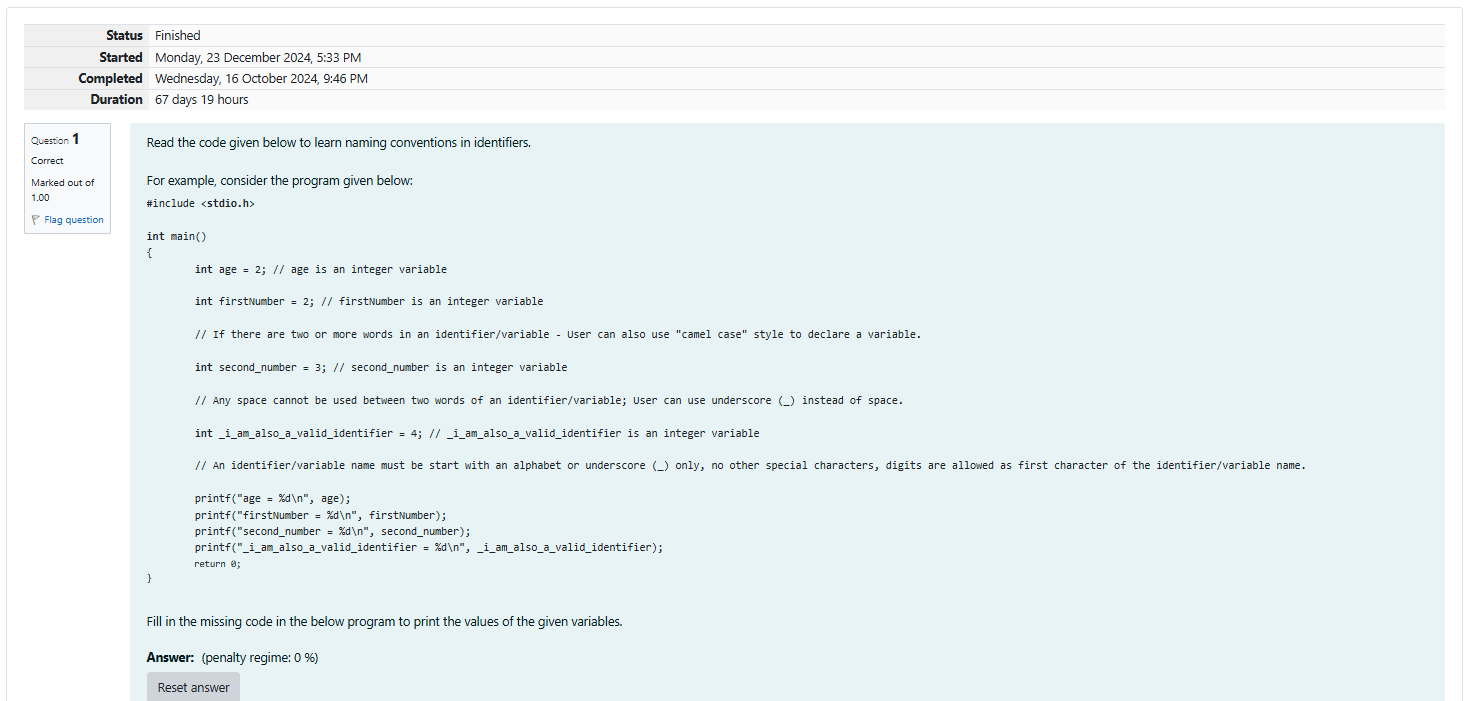 Status Finished
Started Monday, 23 December 2024, 5:33 PM
Completed Wednesday, 16 October 2024, 9:46 PM
Duration 67 days 19 hours
Question 1
Correct
Marked out of
1.00
Flag question
Read the code given below to learn naming conventions in identifiers.
For example, consider the program given below:
#include <stdio.h>
int main()
{
int age = 2; // age is an integer variable
int firstNumber = 2; // firstNumber is an integer variable
// If there are two or more words in an identifier/variable - User can also use "camel case" style to declare a variable.
int second_number = 3; // second_number is an integer variable
// Any space cannot be used between two words of an identifier/variable; User can use underscore (_) instead of space.
int _i_am_also_a_valid_identifier = 4; // _i_am_also_a_valid_identifier is an integer variable
// An identifier/variable name must be start with an alphabet or underscore (_) only, no other special characters, digits are allowed as first character of the identifier/variable name.
printf("age = %d\n", age);
printf("firstNumber = %d\n", firstNumber);
printf("second_number = %d\n", second_number);
printf("_i_am_also_a_valid_identifier = %d\n", _i_am_also_a_valid_identifier);
return 0;
}
Fill in the missing code in the below program to print the values of the given variables.
Answer: (penalty regime: 0 %)
Reset answer